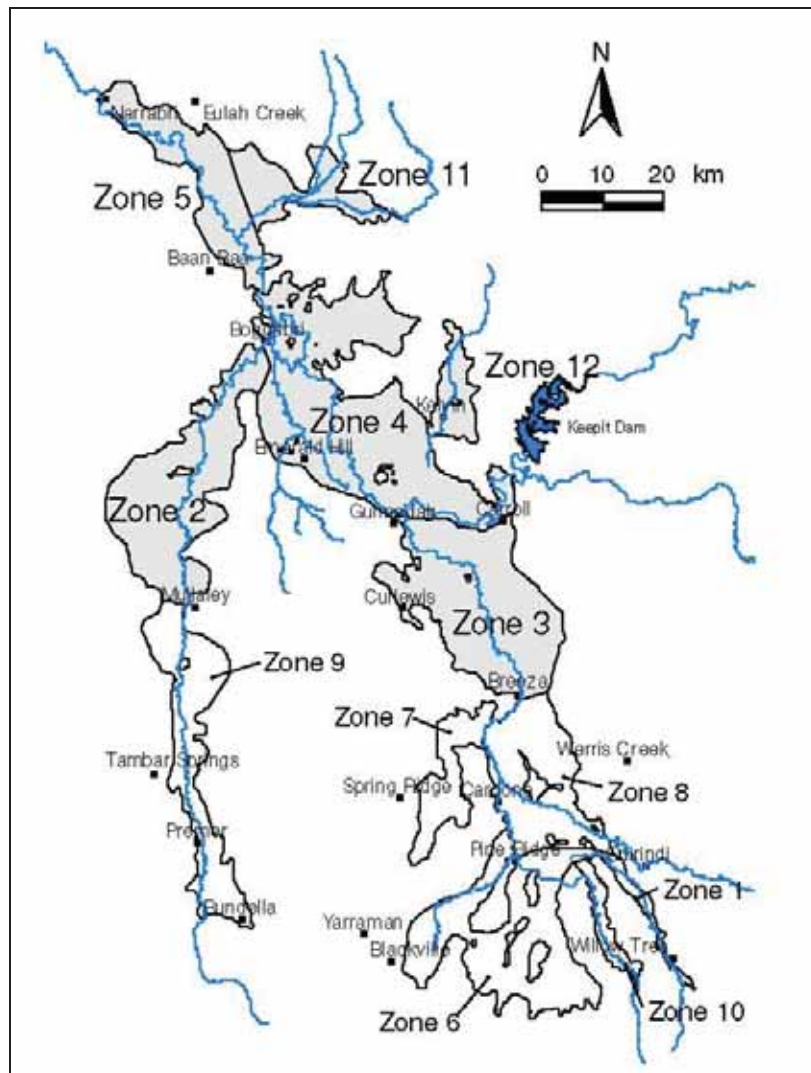 N
0 10 20 km
Narrabri Eulah Creek
Zone 11
Zone 5
Baan Baa
Boggabri
Zone 12
Kelvin
Zone 4
Keepit Dam
Emerald Hill
Zone 2
Gunnedah Carroll
Mullaley
Curlewis
Zone 3
Zone 9
Breeza
Zone 7
Werris Creek
Tambar Springs
Spring Ridge Caroona
Zone 8
Premer
Pine Ridge Quirindi
Zone 1
Bundella
Yarraman
Blackville
Willow Tree
Zone 6
Zone 10